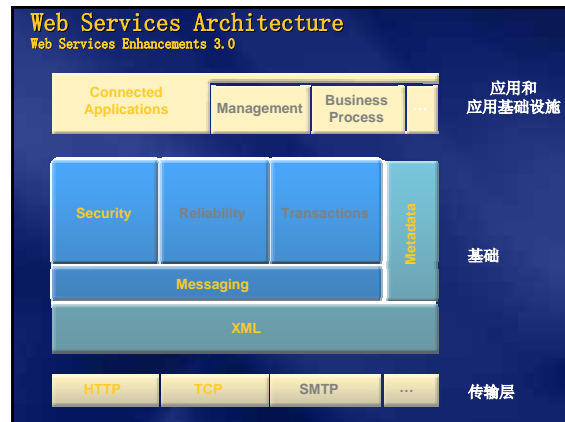 Web Services Architecture
Web Services Enhancements 3.0
Connected
Applications
Management
Business
Process
...
应用和
应用基础设施
Security
Reliability
Transactions
Metadata
基础
Messaging
XML
HTTP
TCP
SMTP
...
传输层